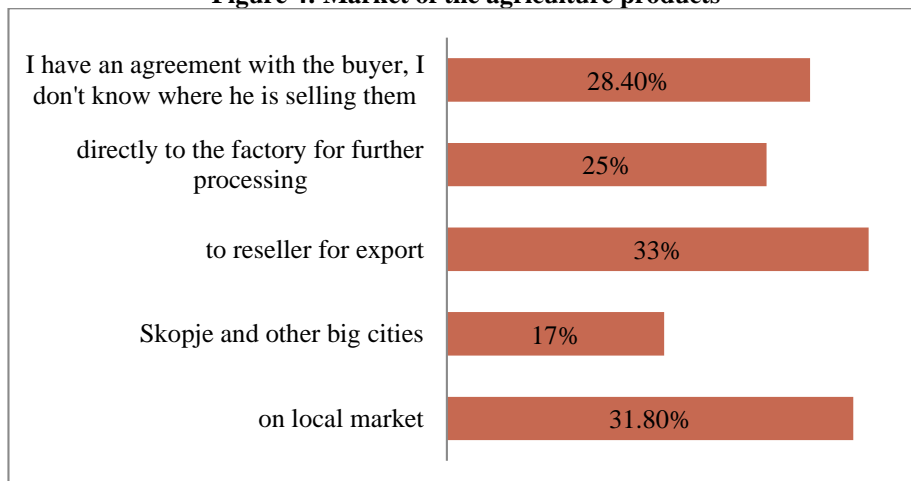 Figure 4. Market of the agriculture products
I have an agreement with the buyer, I
don't know where he is selling them
28.40%
directly to the factory for further
processing
25%
to reseller for export
33%
Skopje and other big cities
17%
on local market
31.80%